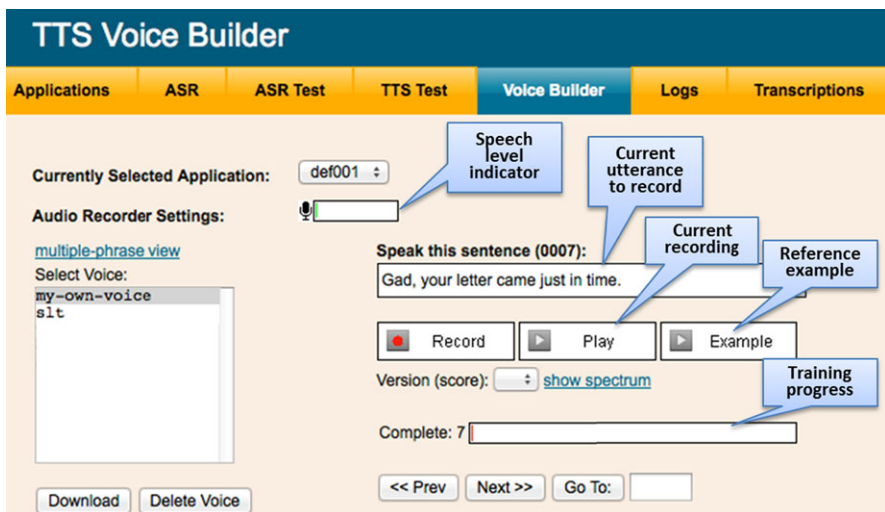 TTS Voice Builder
Applications ASR ASR Test TTS Test Voice Builder Logs Transcriptions
Speech
level
indicator
Current
utterance
to record
Currently Selected Application: def001
Audio Recorder Settings:
Current
recording
Reference
example
multiple-phrase view
Select Voice:
my-own-voice
slt
Speak this sentence (0007):
Gad, your letter came just in time.
Record Play Example
Version (score): show spectrum
Training
progress
Complete: 7
<< Prev Next >> Go To:
Download Delete Voice